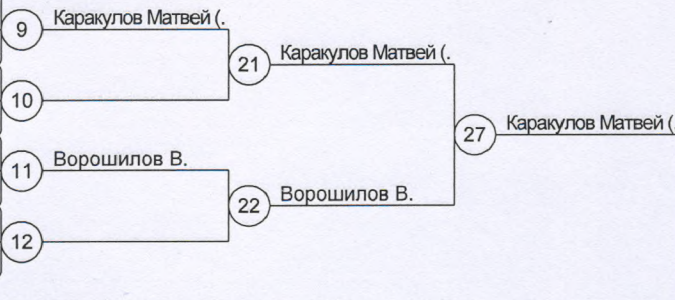 9 Каракулов Матвей (.
21 Каракулов Матвей (.
10
27 Каракулов Матвей (.
11 Ворошилов В.
22 Ворошилов В.
12